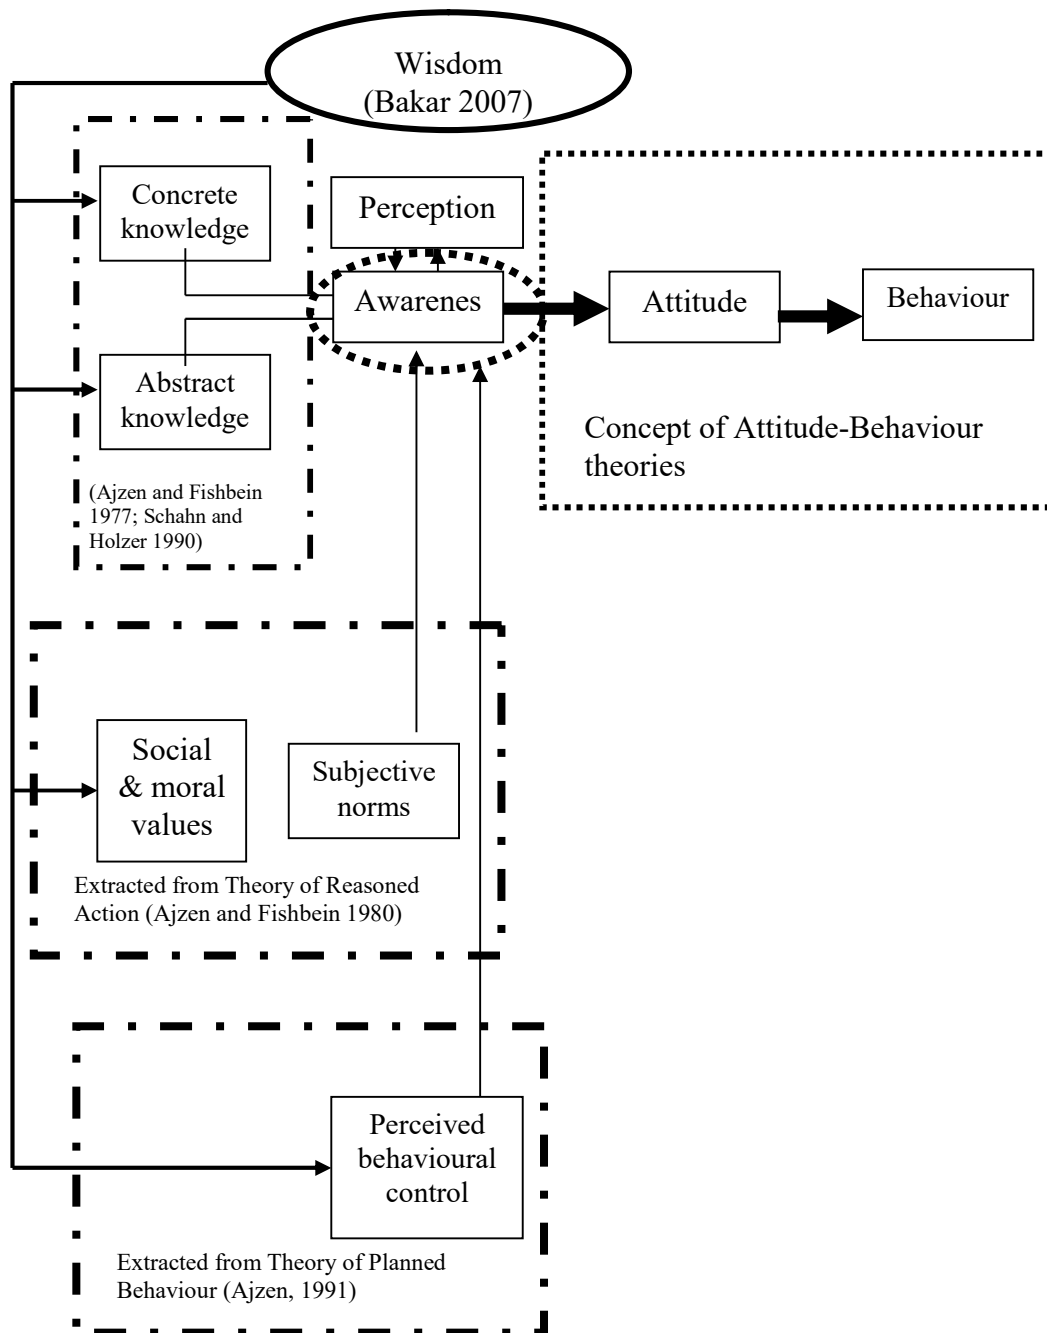 Wisdom
(Bakar 2007)
Concrete
knowledge
Perception
Awarenes
Attitude
Behaviour
Abstract
knowledge
Concept of Attitude-Behaviour
theories
(Ajzen and Fishbein
1977; Schahn and
Holzer 1990)
Social
& moral
values
Subjective
norms
Extracted from Theory of Reasoned
Action (Ajzen and Fishbein 1980)
Perceived
behavioural
control
Extracted from Theory of Planned
Behaviour (Ajzen, 1991)